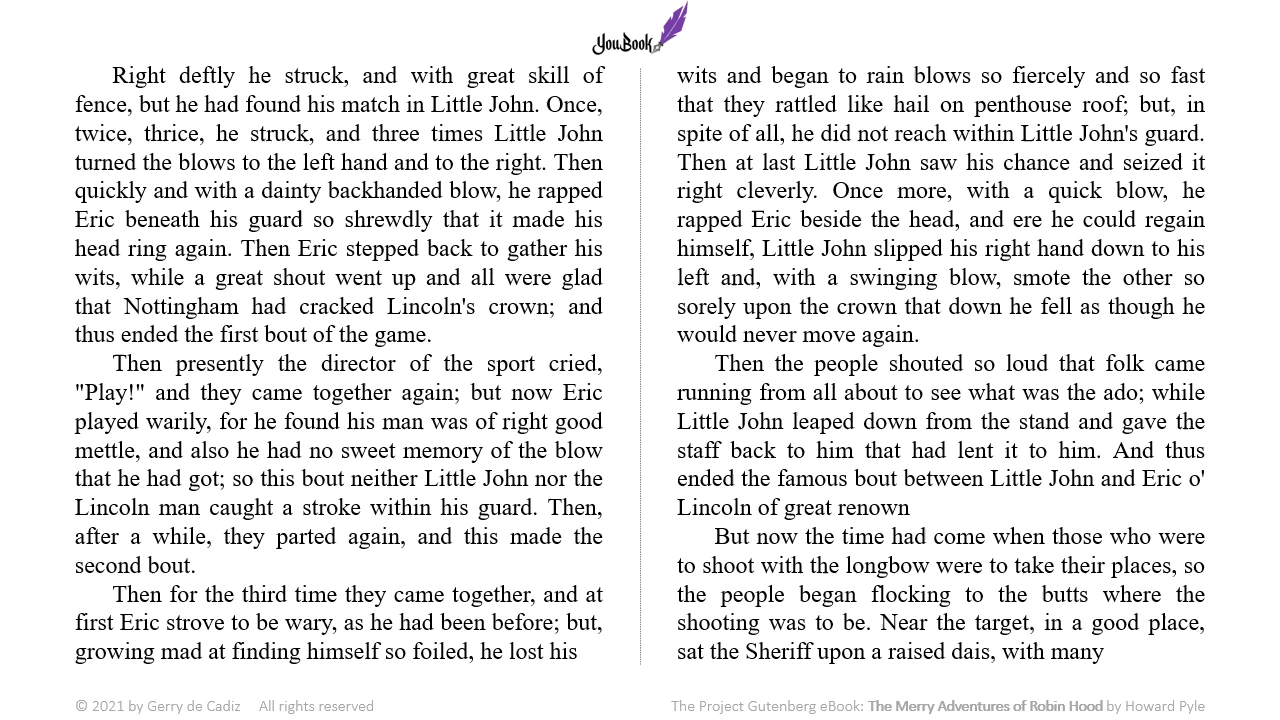 YouBook
Right deftly he struck, and with great skill of
fence, but he had found his match in Little John. Once,
twice, thrice, he struck, and three times Little John
turned the blows to the left hand and to the right. Then
quickly and with a dainty backhanded blow, he rapped
Eric beneath his guard so shrewdly that it made his
head ring again. Then Eric stepped back to gather his
wits, while a great shout went up and all were glad
that Nottingham had cracked Lincoln's crown; and
thus ended the first bout of the game.
Then presently the director of the sport cried,
"Play!" and they came together again; but now Eric
played warily, for he found his man was of right good
mettle, and also he had no sweet memory of the blow
that he had got; so this bout neither Little John nor the
Lincoln man caught a stroke within his guard. Then,
after a while, they parted again, and this made the
second bout.
Then for the third time they came together, and at
first Eric strove to be wary, as he had been before; but,
growing mad at finding himself so foiled, he lost his
wits and began to rain blows so fiercely and so fast
that they rattled like hail on penthouse roof; but, in
spite of all, he did not reach within Little John's guard.
Then at last Little John saw his chance and seized it
right cleverly. Once more, with a quick blow, he
rapped Eric beside the head, and ere he could regain
himself, Little John slipped his right hand down to his
left and, with a swinging blow, smote the other so
sorely upon the crown that down he fell as though he
would never move again.
Then the people shouted so loud that folk came
running from all about to see what was the ado; while
Little John leaped down from the stand and gave the
staff back to him that had lent it to him. And thus
ended the famous bout between Little John and Eric o'
Lincoln of great renown
But now the time had come when those who were
to shoot with the longbow were to take their places, so
the people began flocking to the butts where the
shooting was to be. Near the target, in a good place,
sat the Sheriff upon a raised dais, with many
© 2021 by Gerry de Cadiz All rights reserved
The Project Gutenberg eBook: The Merry Adventures of Robin Hood by Howard Pyle